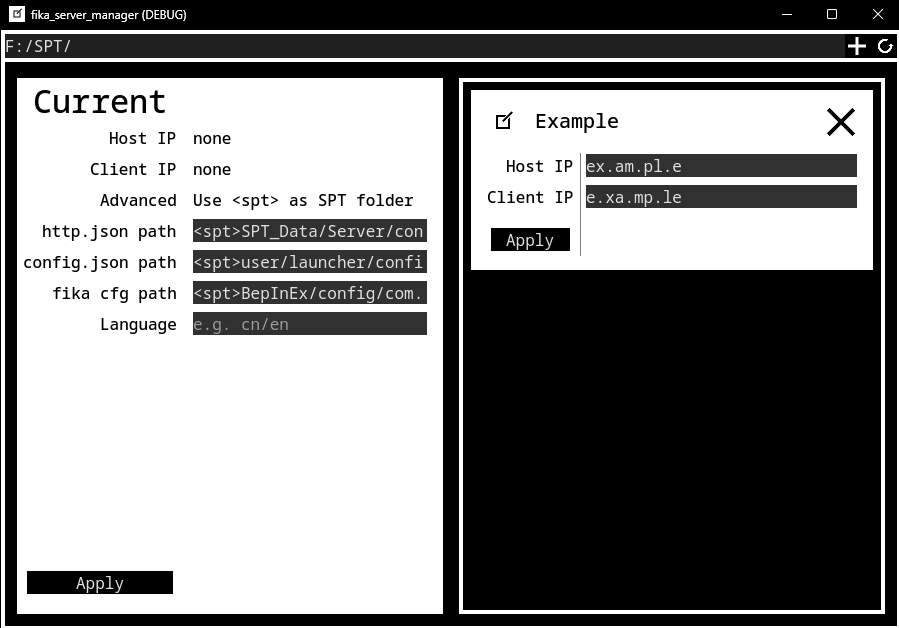 fika_server_manager (DEBUG)
F:/SPT/
Current
Host IP none
Client IP none
Advanced Use <spt> as SPT folder
http.json path <spt>SPT_Data/Server/con
config.json path <spt>user/launcher/confi
fika cfg path <spt>BepInEx/config/com.
Language e.g. cn/en
Apply
Example
Host IP ex.am.pl.e
Client IP e.xa.mp.le
Apply